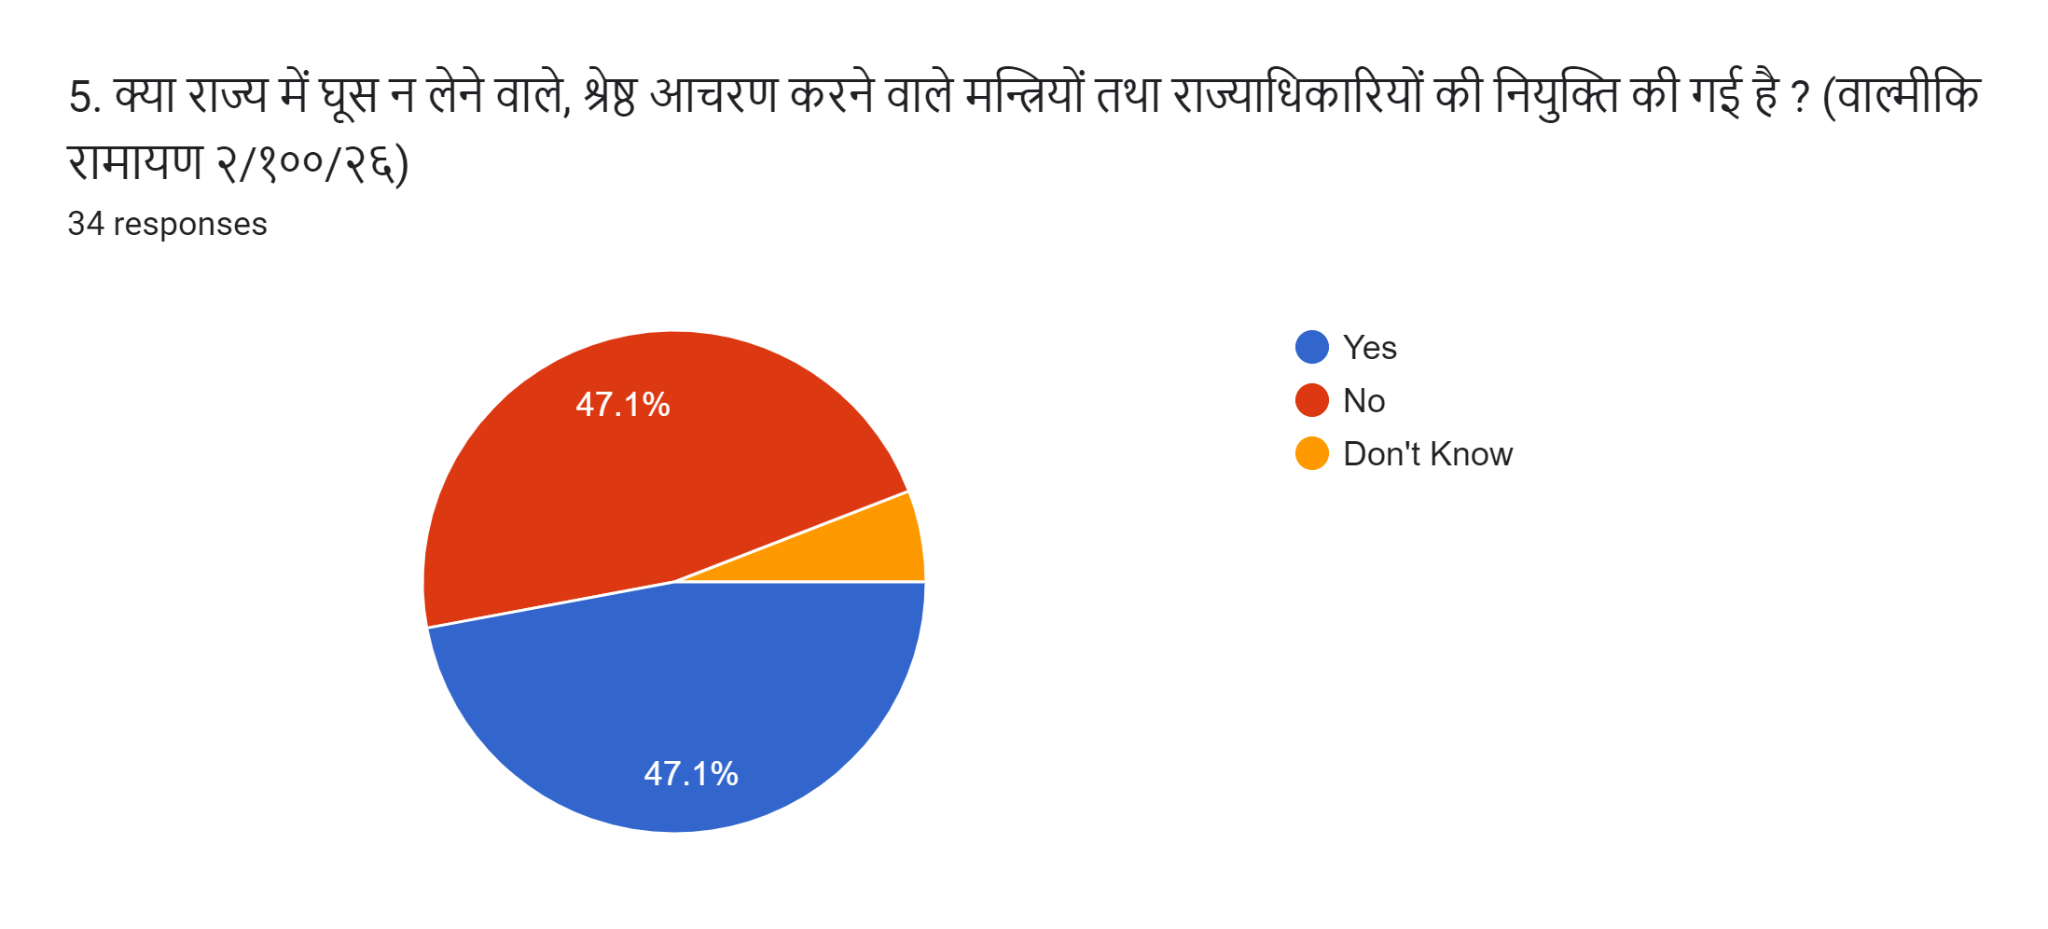 5. क्या राज्य में घूस न लेने वाले, श्रेष्ठ आचरण करने वाले मन्त्रियों तथा राज्याधिकारियों की नियुक्ति की गई है ? (वाल्मीकि
रामायण २/१००/२६)
34 responses
Yes
No
Don't Know
47.1%
47.1%